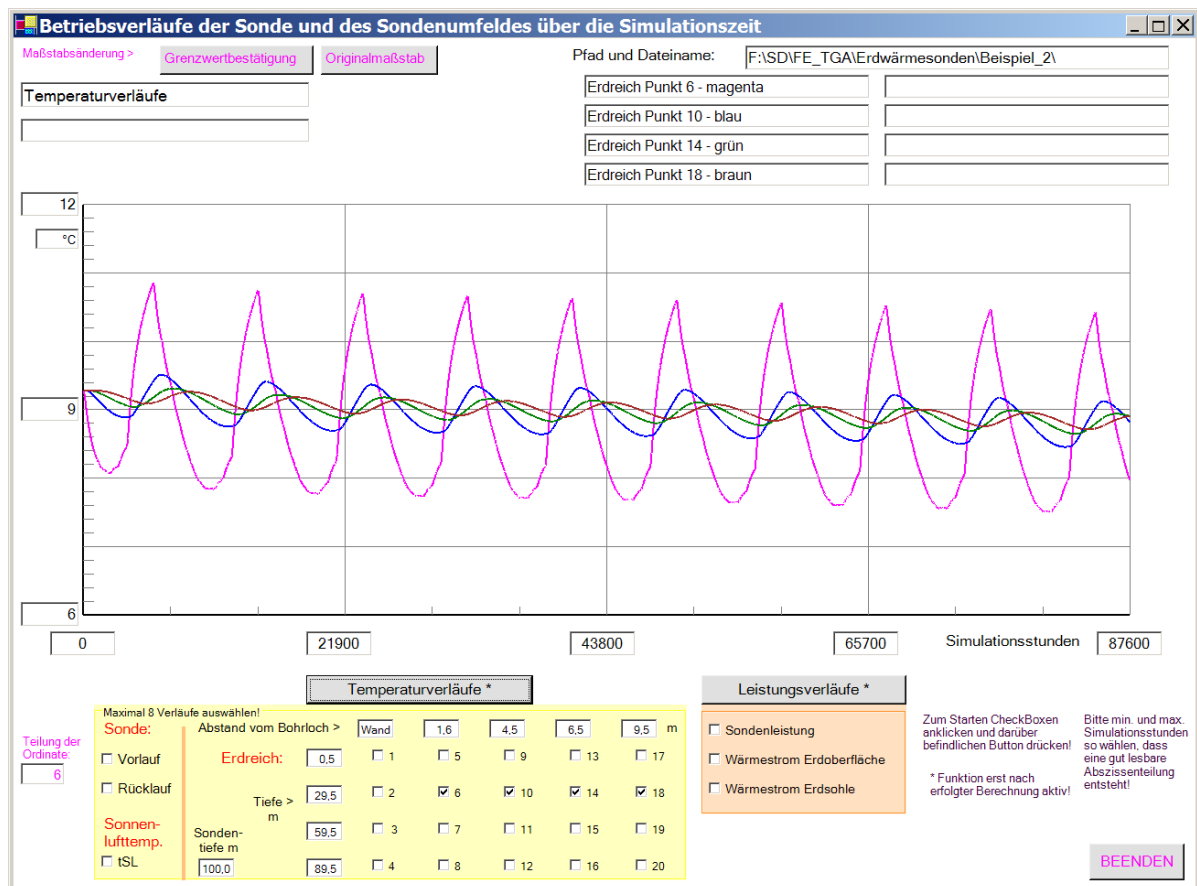 Betriebsverläufe der Sonde und des Sondenumfeldes über die Simulationszeit
Maßstabsänderung >
Grenzwertbestätigung
Originalmaßstab
Pfad und Dateiname:
F:\SD\FE_TGA\Erdwärmesonden\Beispiel_2\
Temperaturverläufe
Erdreich Punkt 6 - magenta
Erdreich Punkt 10 - blau
Erdreich Punkt 14 - grün
Erdreich Punkt 18 - braun
12
°C
9
6
0
21900
43800
65700
Simulationsstunden
87600
Temperaturverläufe *
Leistungsverläufe *
Teilung der
Ordinate:
6
Maximal 8 Verläufe auswählen!
Sonde:
Abstand vom Bohrloch >
Wand
1,6
4,5
6,5
9,5
m
Vorlauf
Erdreich:
0,5
1
5
9
13
17
Rücklauf
Tiefe >
m
29,5
2
6
10
14
18
Sonnen-
lufttemp.
Sonden-
tiefe m
59,5
3
7
11
15
19
tSL
100,0
89,5
4
8
12
16
20
Sondenleistung
Wärmestrom Erdoberfläche
Wärmestrom Erdsohle
Zum Starten CheckBoxen
anklicken und darüber
befindlichen Button drücken!
* Funktion erst nach
erfolgter Berechnung aktiv!
Bitte min. und max.
Simulationsstunden
so wählen, dass
eine gut lesbare
Abszissenteilung
entsteht!
BEENDEN